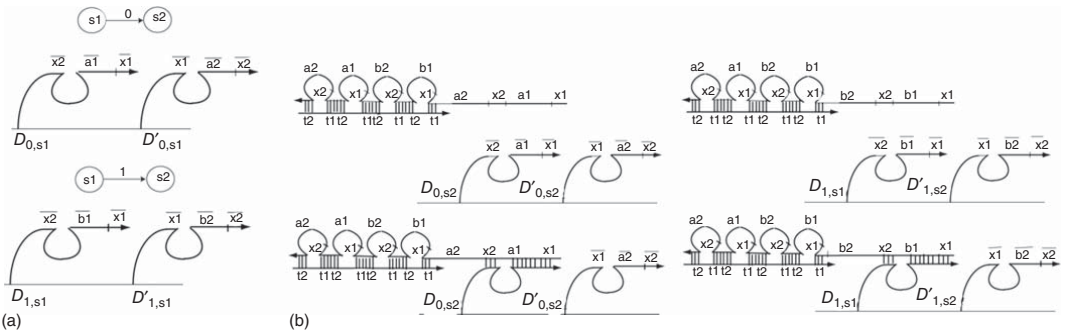 s1 0 s2
x2 a1 x1 x1 a2 x2
D0,s1 D′0,s1
s1 1 s2
x2 b1 x1 x1 b2 x2
D1,s1 D′1,s1
(a)
a2 a1 b2 b1
x2 x1 x2 x1 a2 x2 a1 x1
t2 t1 t2 t1 t2 t1 t2 t1
x2 a1 x1 x1 a2 x2
D0,s2 D′0,s2
a2 a1 b2 b1
x2 x1 x2 x1 a2 x2 a1 x1
t2 t1 t2 t1 t2 t1 t2 t1
x1 a2 x2
D0,s2 D′0,s2
(b)
a2 a1 b2 b1
x2 x1 x2 x1 b2 x2 b1 x1
t2 t1 t2 t1 t2 t1 t2 t1
x2 b1 x1 x1 b2 x2
D1,s1 D′1,s2
a2 a1 b2 b1
x2 x1 x2 x1 b2 x2 b1 x1
t2 t1 t2 t1 t2 t1 t2 t1
x1 b2 x2
D1,s1 D′1,s2